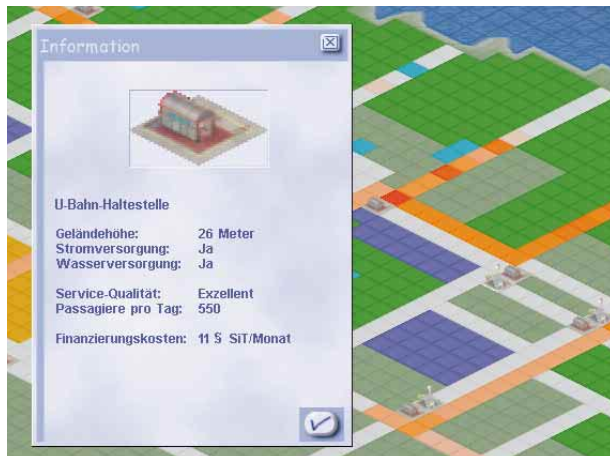 Information
U-Bahn-Haltestelle
Geländehöhe: 26 Meter
Stromversorgung: Ja
Wasserversorgung: Ja
Service-Qualität: Exzellent
Passagiere pro Tag: 550
Finanzierungskosten: 11 § SiT/Monat